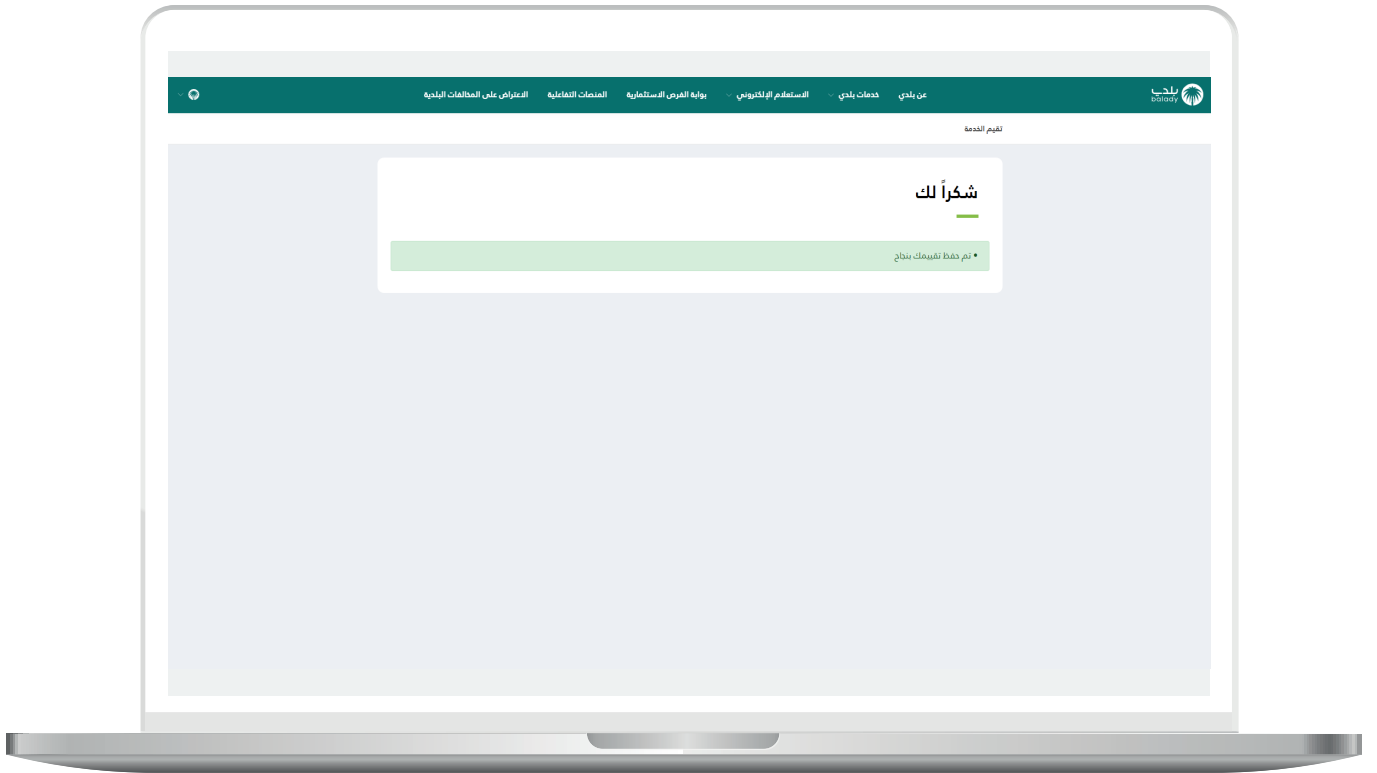 بلدي
balady
عن بلدي
خدمات بلدي
الاستعلام الإلكتروني
بوابة الفرص الاستثمارية
المنصات التفاعلية
الاعتراض على المخالفات البلدية
تقيم الخدمة
شكراً لك
• تم حفظ تقييمك بنجاح